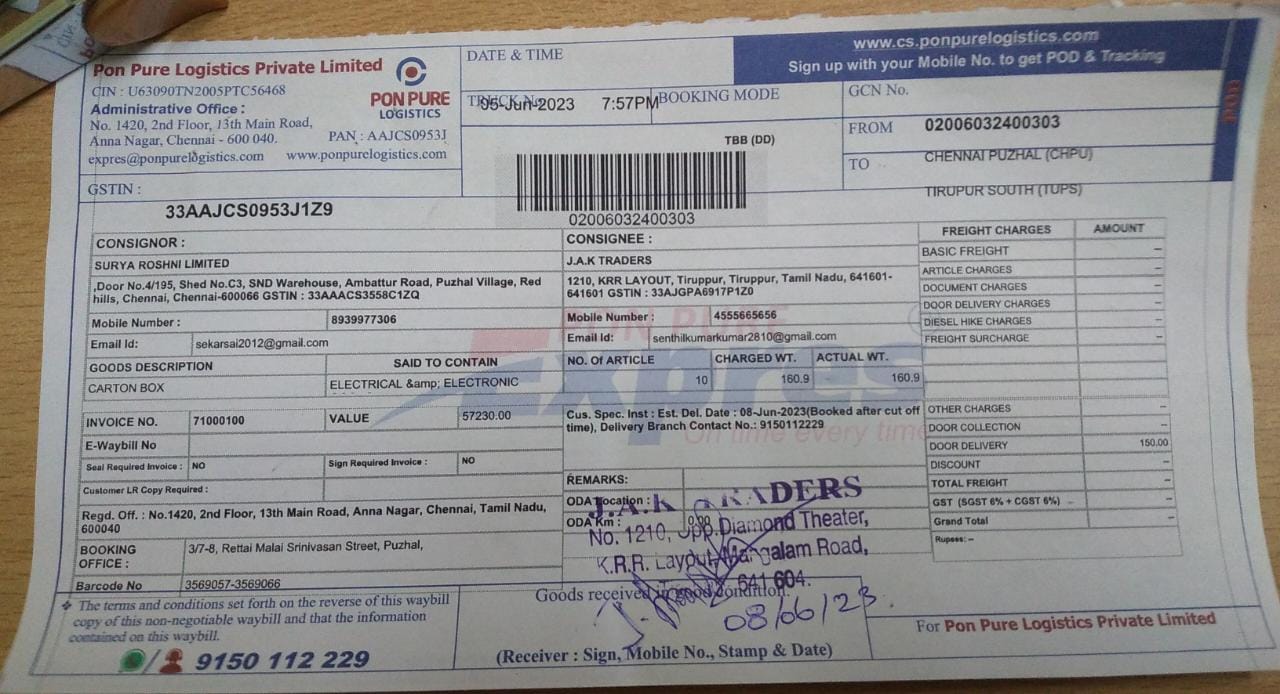 Pon Pure Logistics Private Limited
CIN : U63090TN2005PTC56468
Administrative Office :
No. 1420, 2nd Floor, 13th Main Road,
Anna Nagar, Chennai - 600 040.
PAN : AAJCS0953J
expres@ponpurelogistics.com www.ponpurelogistics.com
PON PURE
LOGISTICS
GSTIN :
33AAJCS0953J1Z9
DATE & TIME
05-Jun-2023 7:57PM
BOOKING MODE
TBB (DD)
02006032400303
www.cs.ponpurelogistics.com
Sign up with your Mobile No. to get POD & Tracking
GCN No.
02006032400303
FROM
CHENNAI PUZHAL (CHPU)
TO
TIRUPUR SOUTH (TUPS)
CONSIGNOR :
SURYA ROSHNI LIMITED
,Door No.4/195, Shed No.C3, SND Warehouse, Ambattur Road, Puzhal Village, Red
hills, Chennai, Chennai-600066 GSTIN : 33AAACS3558C1ZQ
Mobile Number : 8939977306
Email Id: sekarsai2012@gmail.com
GOODS DESCRIPTION SAID TO CONTAIN
CARTON BOX ELECTRICAL &amp; ELECTRONIC
INVOICE NO. 71000100 VALUE 57230.00
E-Waybill No
Seal Required Invoice : NO Sign Required Invoice : NO
Customer LR Copy Required :
Regd. Off. : No.1420, 2nd Floor, 13th Main Road, Anna Nagar, Chennai, Tamil Nadu,
600040
BOOKING
OFFICE :
3/7-8, Rettai Malai Srinivasan Street, Puzhal,
Barcode No 3569057-3569066
CONSIGNEE :
J.A.K TRADERS
1210, KRR LAYOUT, Tiruppur, Tiruppur, Tamil Nadu, 641601-
641601 GSTIN : 33AJGPA6917P1Z0
Mobile Number : 4555665656
Email Id: senthilkumarkumar2810@gmail.com
NO. Of ARTICLE CHARGED WT. ACTUAL WT.
10 160.9 160.9
PON PURE
Expres
On time every time
Cus. Spec. Inst : Est. Del. Date : 08-Jun-2023(Booked after cut off
time), Delivery Branch Contact No.: 9150112229
REMARKS:
ODA Location :
ODA Km : 0.00
J.A.K TRADERS
No. 1210, Opp.Diamond Theater,
K.R.R. Layout, Mangalam Road,
641 604.
Goods received in good condition.
08/06/23
(Receiver : Sign, Mobile No., Stamp & Date)
FREIGHT CHARGES AMOUNT
BASIC FREIGHT –
ARTICLE CHARGES –
DOCUMENT CHARGES –
DOOR DELIVERY CHARGES –
DIESEL HIKE CHARGES –
FREIGHT SURCHARGE –
OTHER CHARGES –
DOOR COLLECTION –
DOOR DELIVERY 150.00
DISCOUNT –
TOTAL FREIGHT –
GST (SGST 6% + CGST 6%) –
Grand Total –
Rupees: –
For Pon Pure Logistics Private Limited
❖ The terms and conditions set forth on the reverse of this waybill
copy of this non-negotiable waybill and that the information
contained on this waybill.
9150 112 229